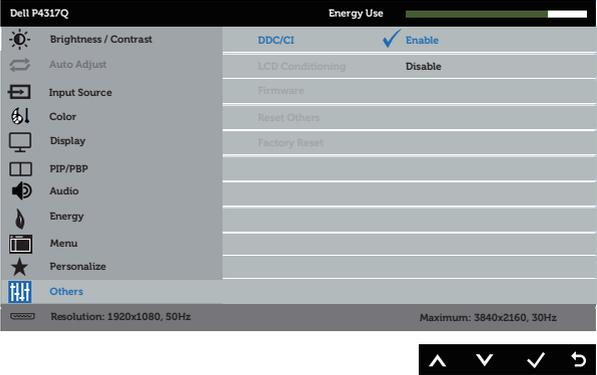 Dell P4317Q Energy Use
Brightness / Contrast DDC/CI Enable
Auto Adjust LCD Conditioning Disable
Input Source Firmware
Color Reset Others
Display Factory Reset
PIP/PBP
Audio
Energy
Menu
Personalize
Others
Resolution: 1920x1080, 50Hz Maximum: 3840x2160, 30Hz